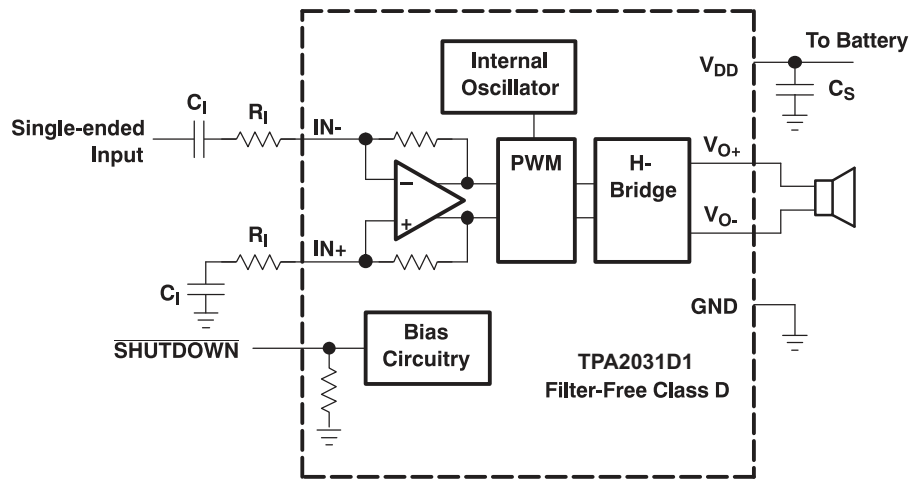 Internal
Oscillator
To Battery
V_DD
C_S
C_I
R_I
Single-ended
Input
IN-
PWM
H-
Bridge
V_O+
−
+
V_O-
R_I
IN+
C_I
GND
SHUTDOWN
Bias
Circuitry
TPA2031D1
Filter-Free Class D